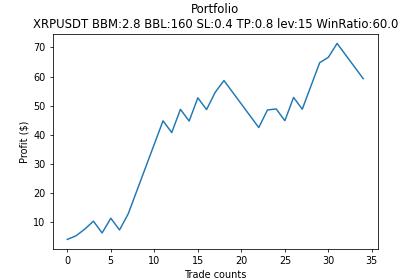 Portfolio
XRPUSDT BBM:2.8 BBL:160 SL:0.4 TP:0.8 lev:15 WinRatio:60.0
Profit ($)
70
60
50
40
30
20
10
0 5 10 15 20 25 30 35
Trade counts